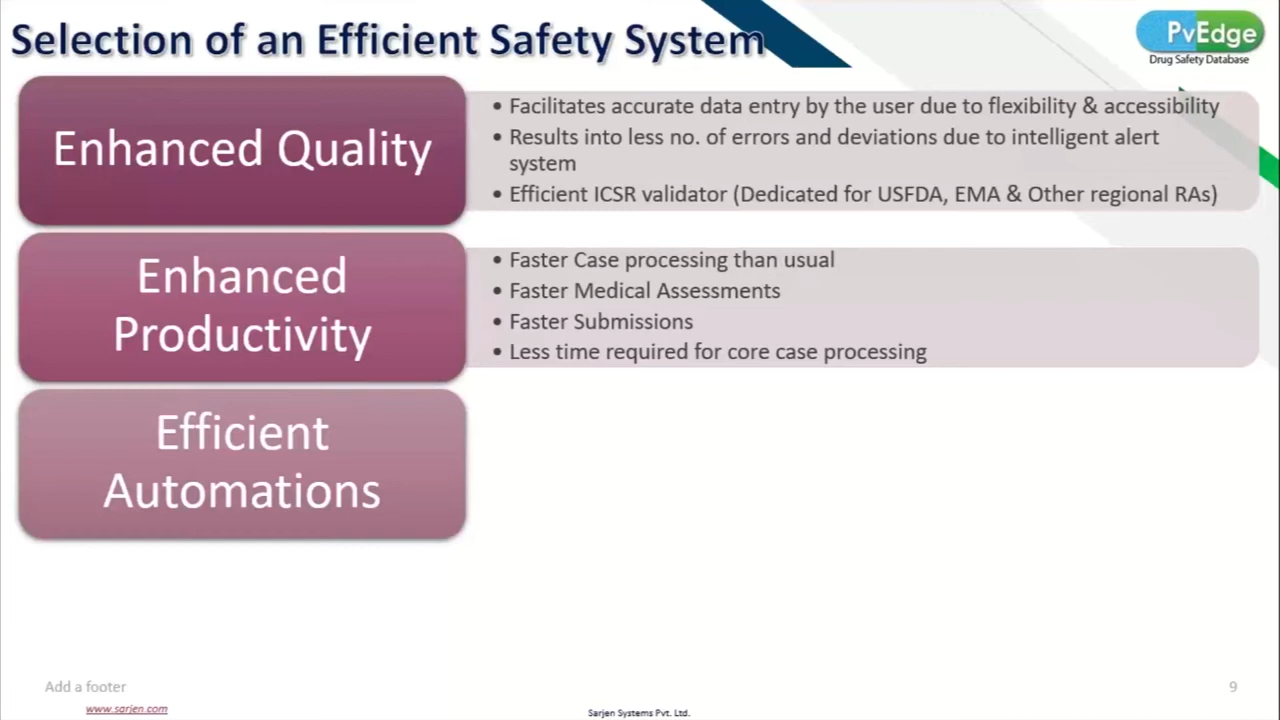 Selection of an Efficient Safety System
PvEdge
Drug Safety Database
Enhanced Quality
• Facilitates accurate data entry by the user due to flexibility & accessibility
• Results into less no. of errors and deviations due to intelligent alert
system
• Efficient ICSR validator (Dedicated for USFDA, EMA & Other regional RAs)
Enhanced
Productivity
• Faster Case processing than usual
• Faster Medical Assessments
• Faster Submissions
• Less time required for core case processing
Efficient
Automations
Add a footer
9
www.sarjen.com
Sarjen Systems Pvt. Ltd.